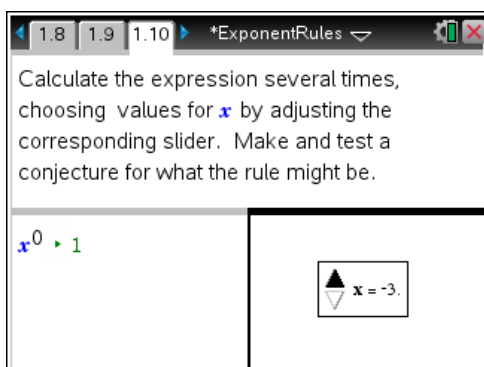 1.8 1.9 1.10 *ExponentRules
Calculate the expression several times,
choosing values for x by adjusting the
corresponding slider. Make and test a
conjecture for what the rule might be.
x⁰ ▸ 1
x = -3.